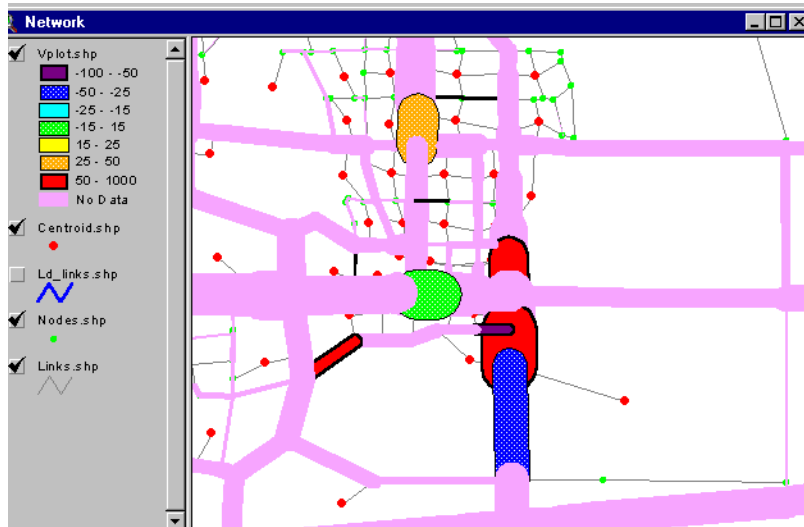 Network
Vplot.shp
-100 - -50
-50 - -25
-25 - -15
-15 - 15
15 - 25
25 - 50
50 - 1000
No Data
Centroid.shp
Ld_links.shp
Nodes.shp
Links.shp